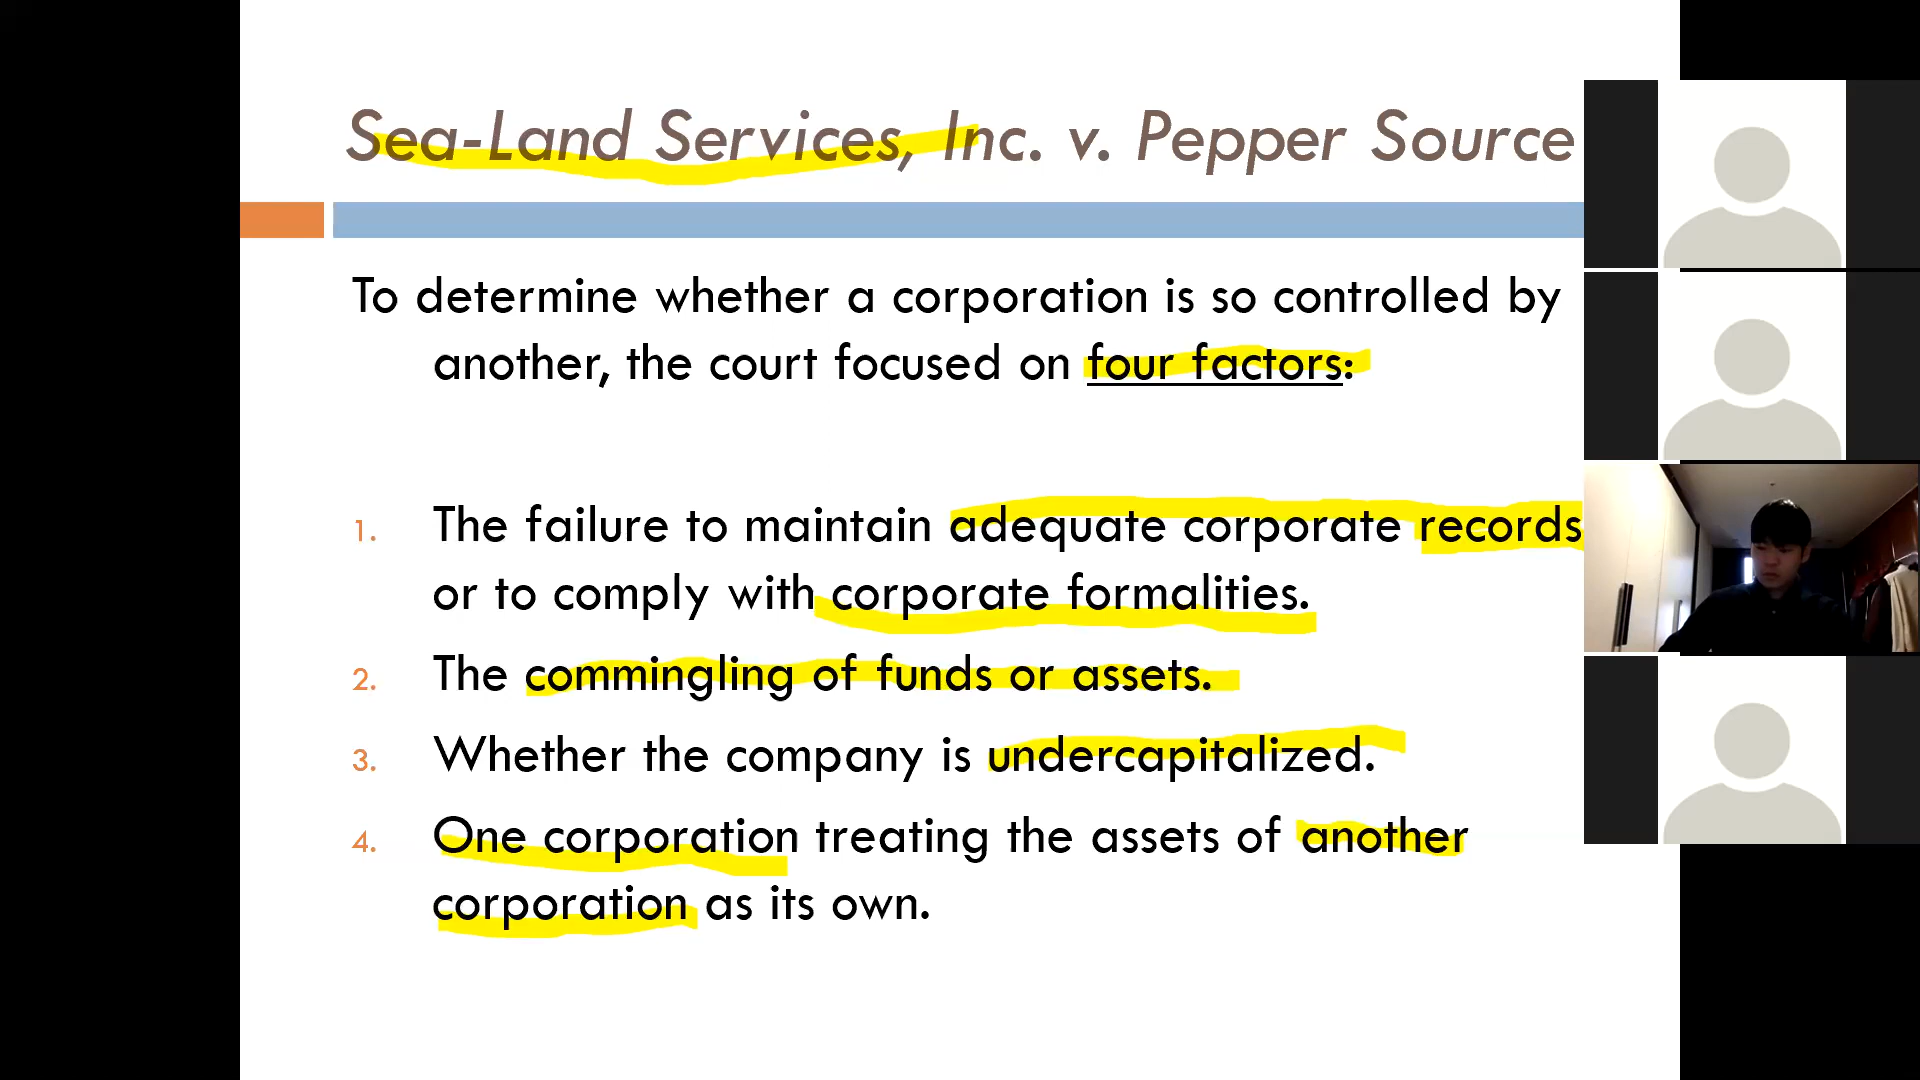 Sea-Land Services, Inc. v. Pepper Source
To determine whether a corporation is so controlled by
another, the court focused on four factors:
1. The failure to maintain adequate corporate records
or to comply with corporate formalities.
2. The commingling of funds or assets.
3. Whether the company is undercapitalized.
4. One corporation treating the assets of another
corporation as its own.